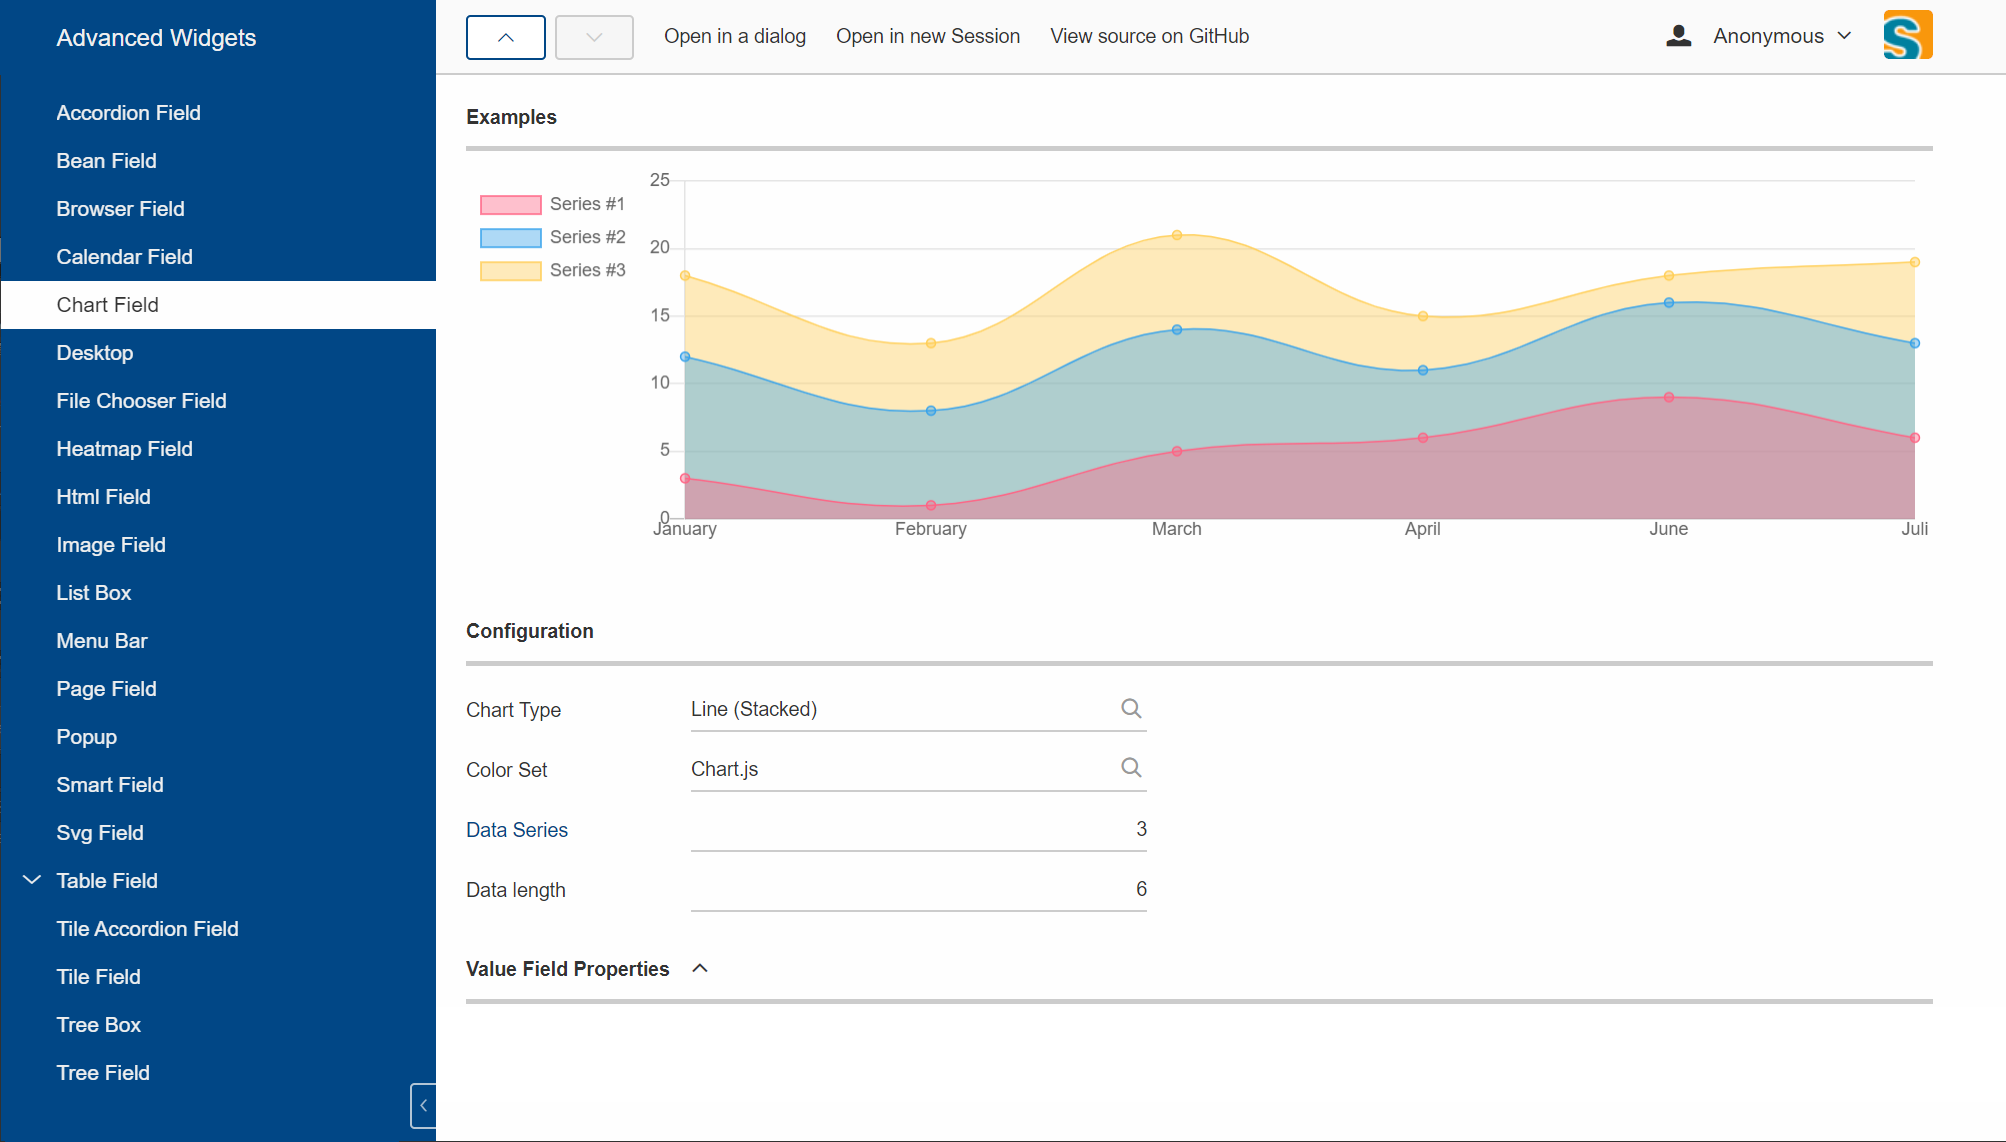 Advanced Widgets
Accordion Field
Bean Field
Browser Field
Calendar Field
Chart Field
Desktop
File Chooser Field
Heatmap Field
Html Field
Image Field
List Box
Menu Bar
Page Field
Popup
Smart Field
Svg Field
Table Field
Tile Accordion Field
Tile Field
Tree Box
Tree Field
Open in a dialog Open in new Session View source on GitHub Anonymous
Examples
Series #1
Series #2
Series #3
25
20
15
10
5
0
January February March April June Juli
Configuration
Chart Type Line (Stacked)
Color Set Chart.js
Data Series 3
Data length 6
Value Field Properties